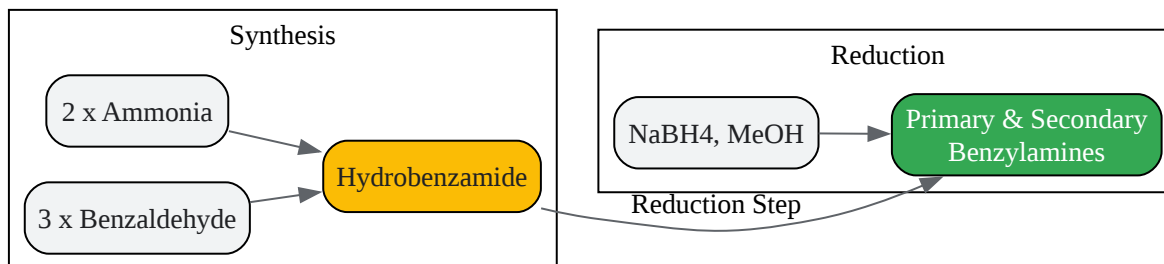 Synthesis
2 x Ammonia
3 x Benzaldehyde
Hydrobenzamide
Reduction
NaBH4, MeOH
Primary & Secondary
Benzylamines
Reduction Step